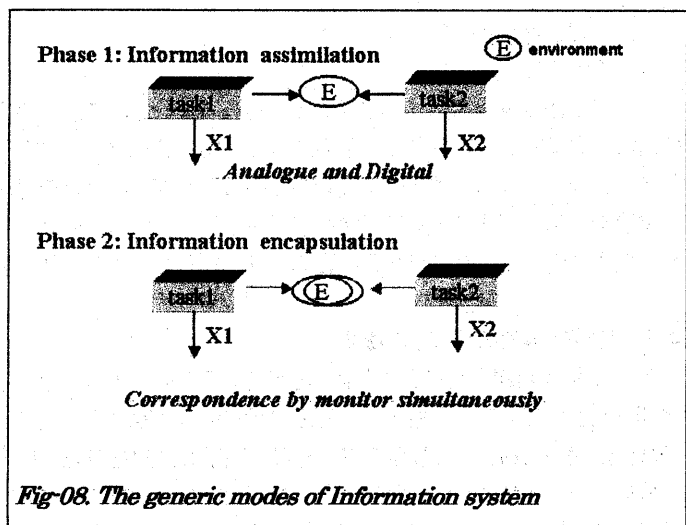 Phase 1: Information assimilation
E environment
task1
E
task2
X1
X2
Analogue and Digital
Phase 2: Information encapsulation
task1
E
task2
X1
X2
Correspondence by monitor simultaneously
Fig-08. The generic modes of Information system